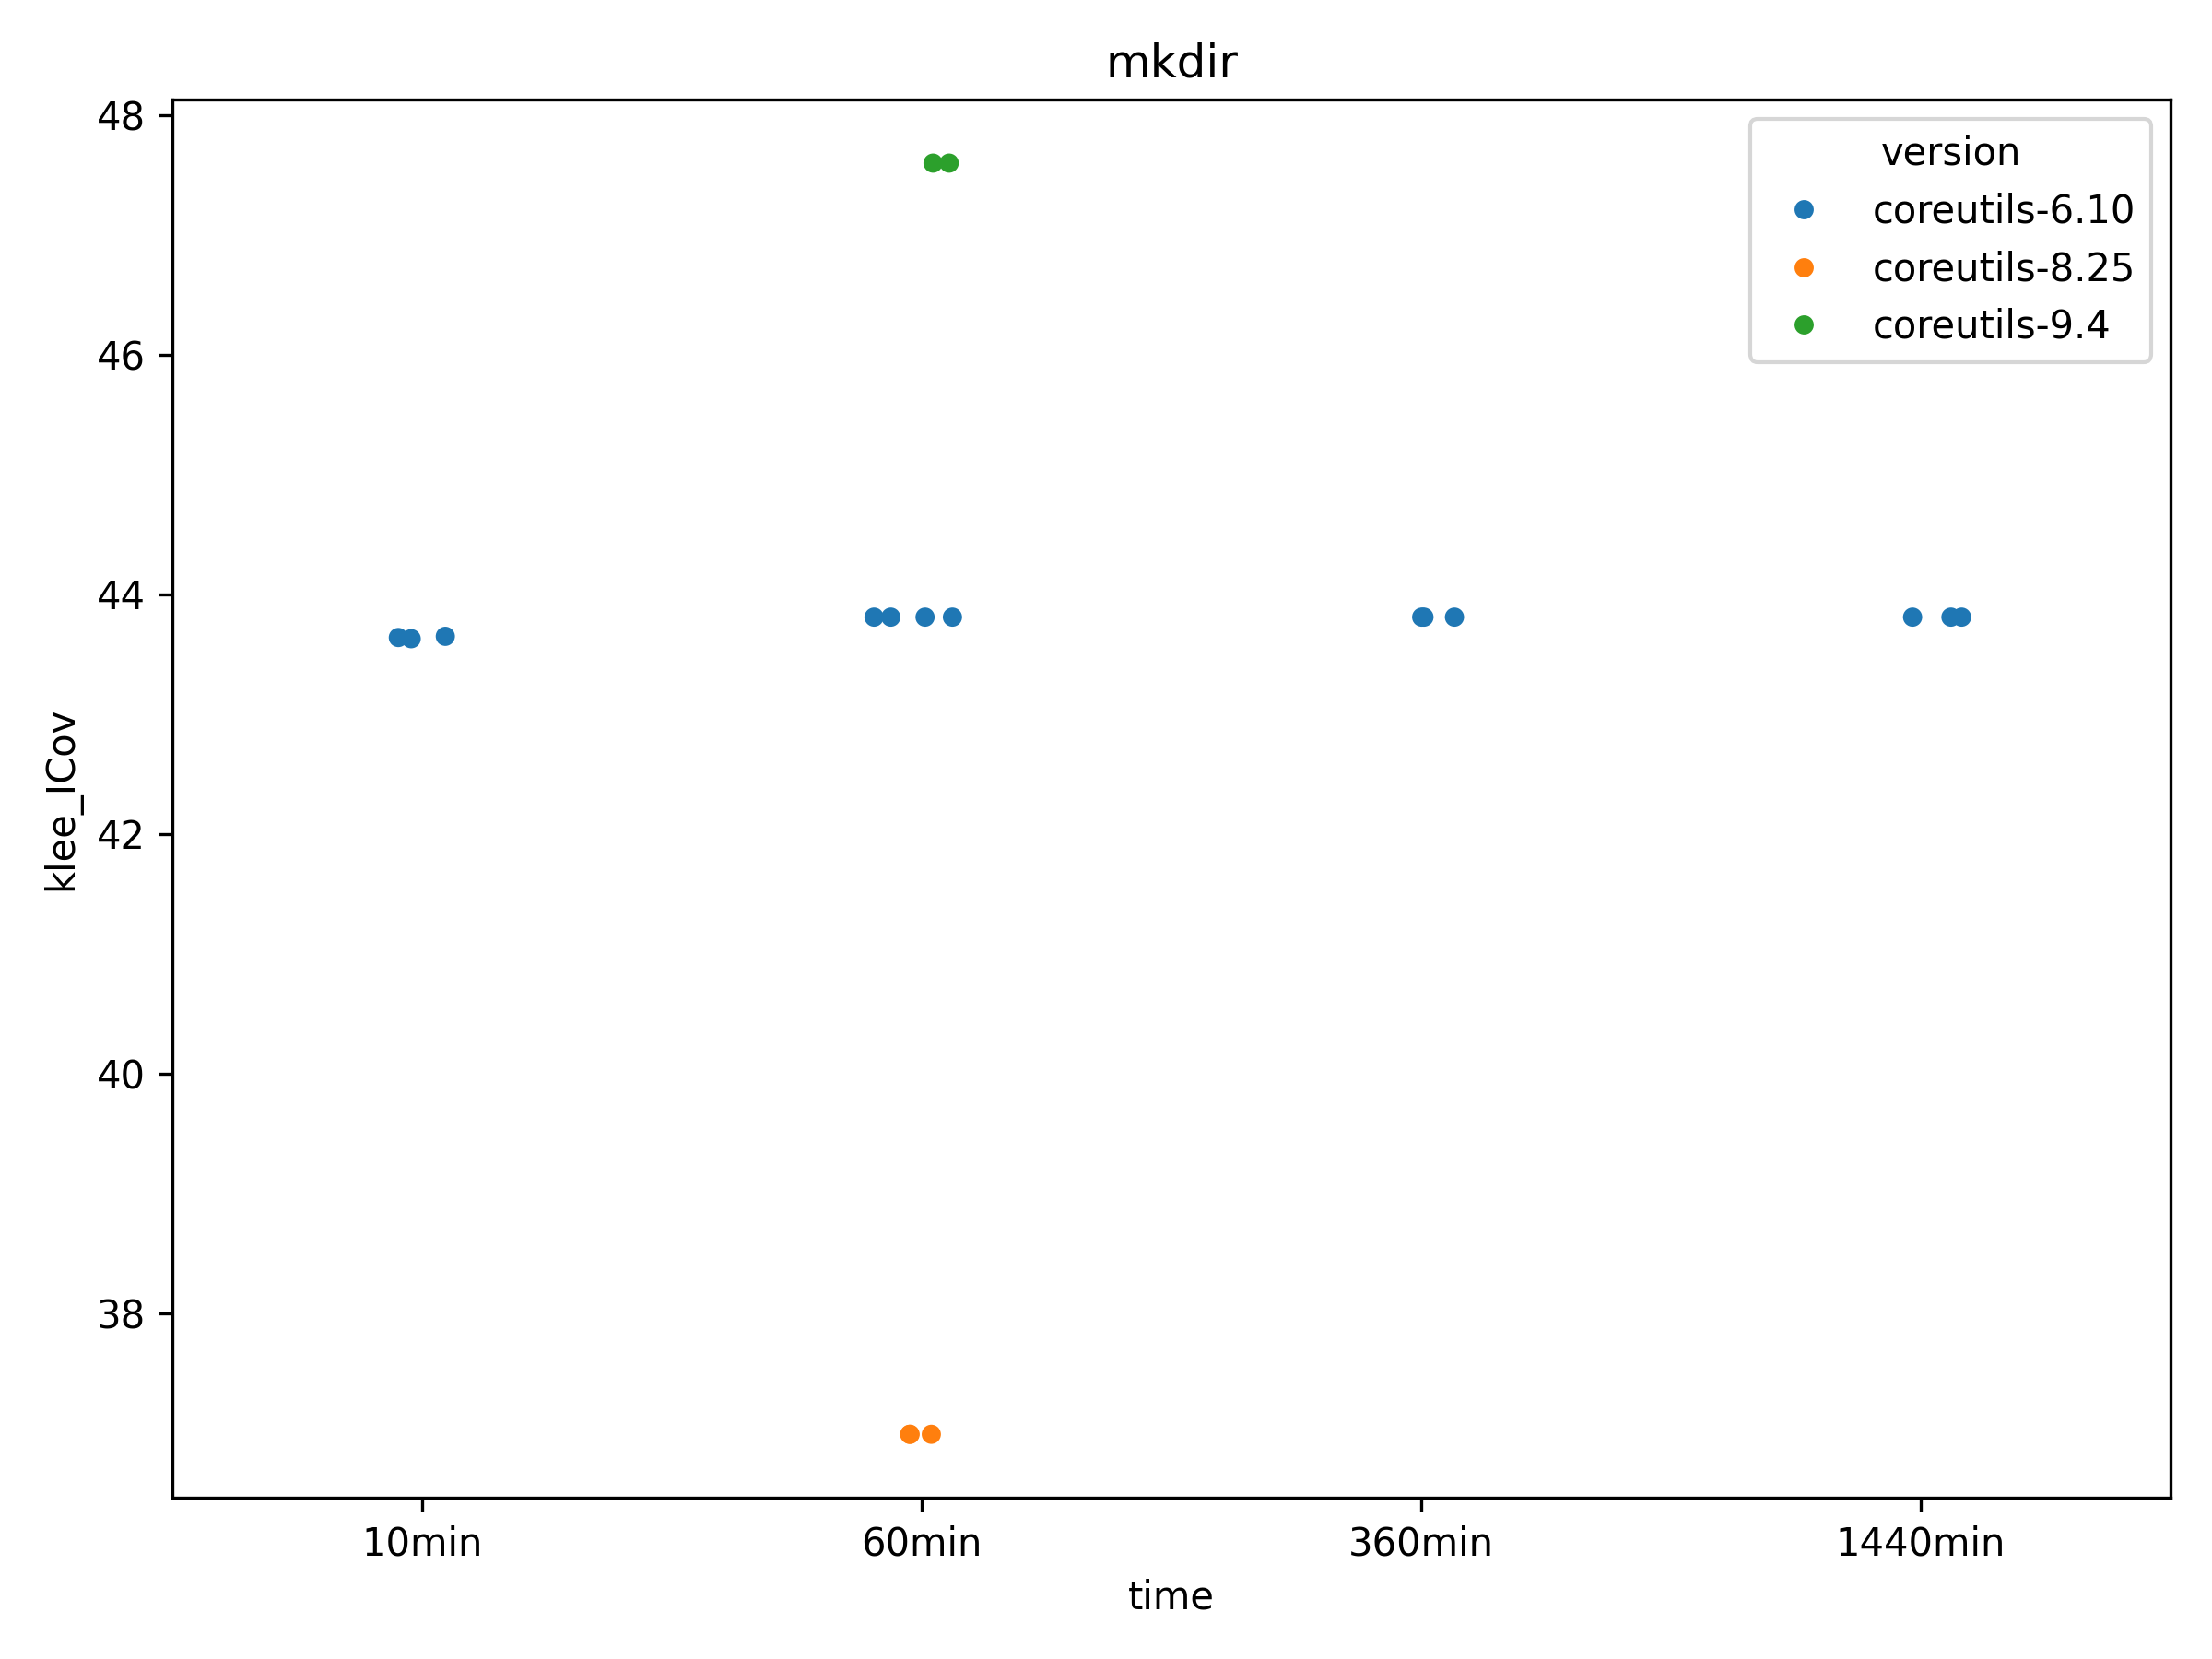 mkdir
48
46
44
42
40
38
klee_ICov
version
coreutils-6.10
coreutils-8.25
coreutils-9.4
10min
60min
360min
1440min
time